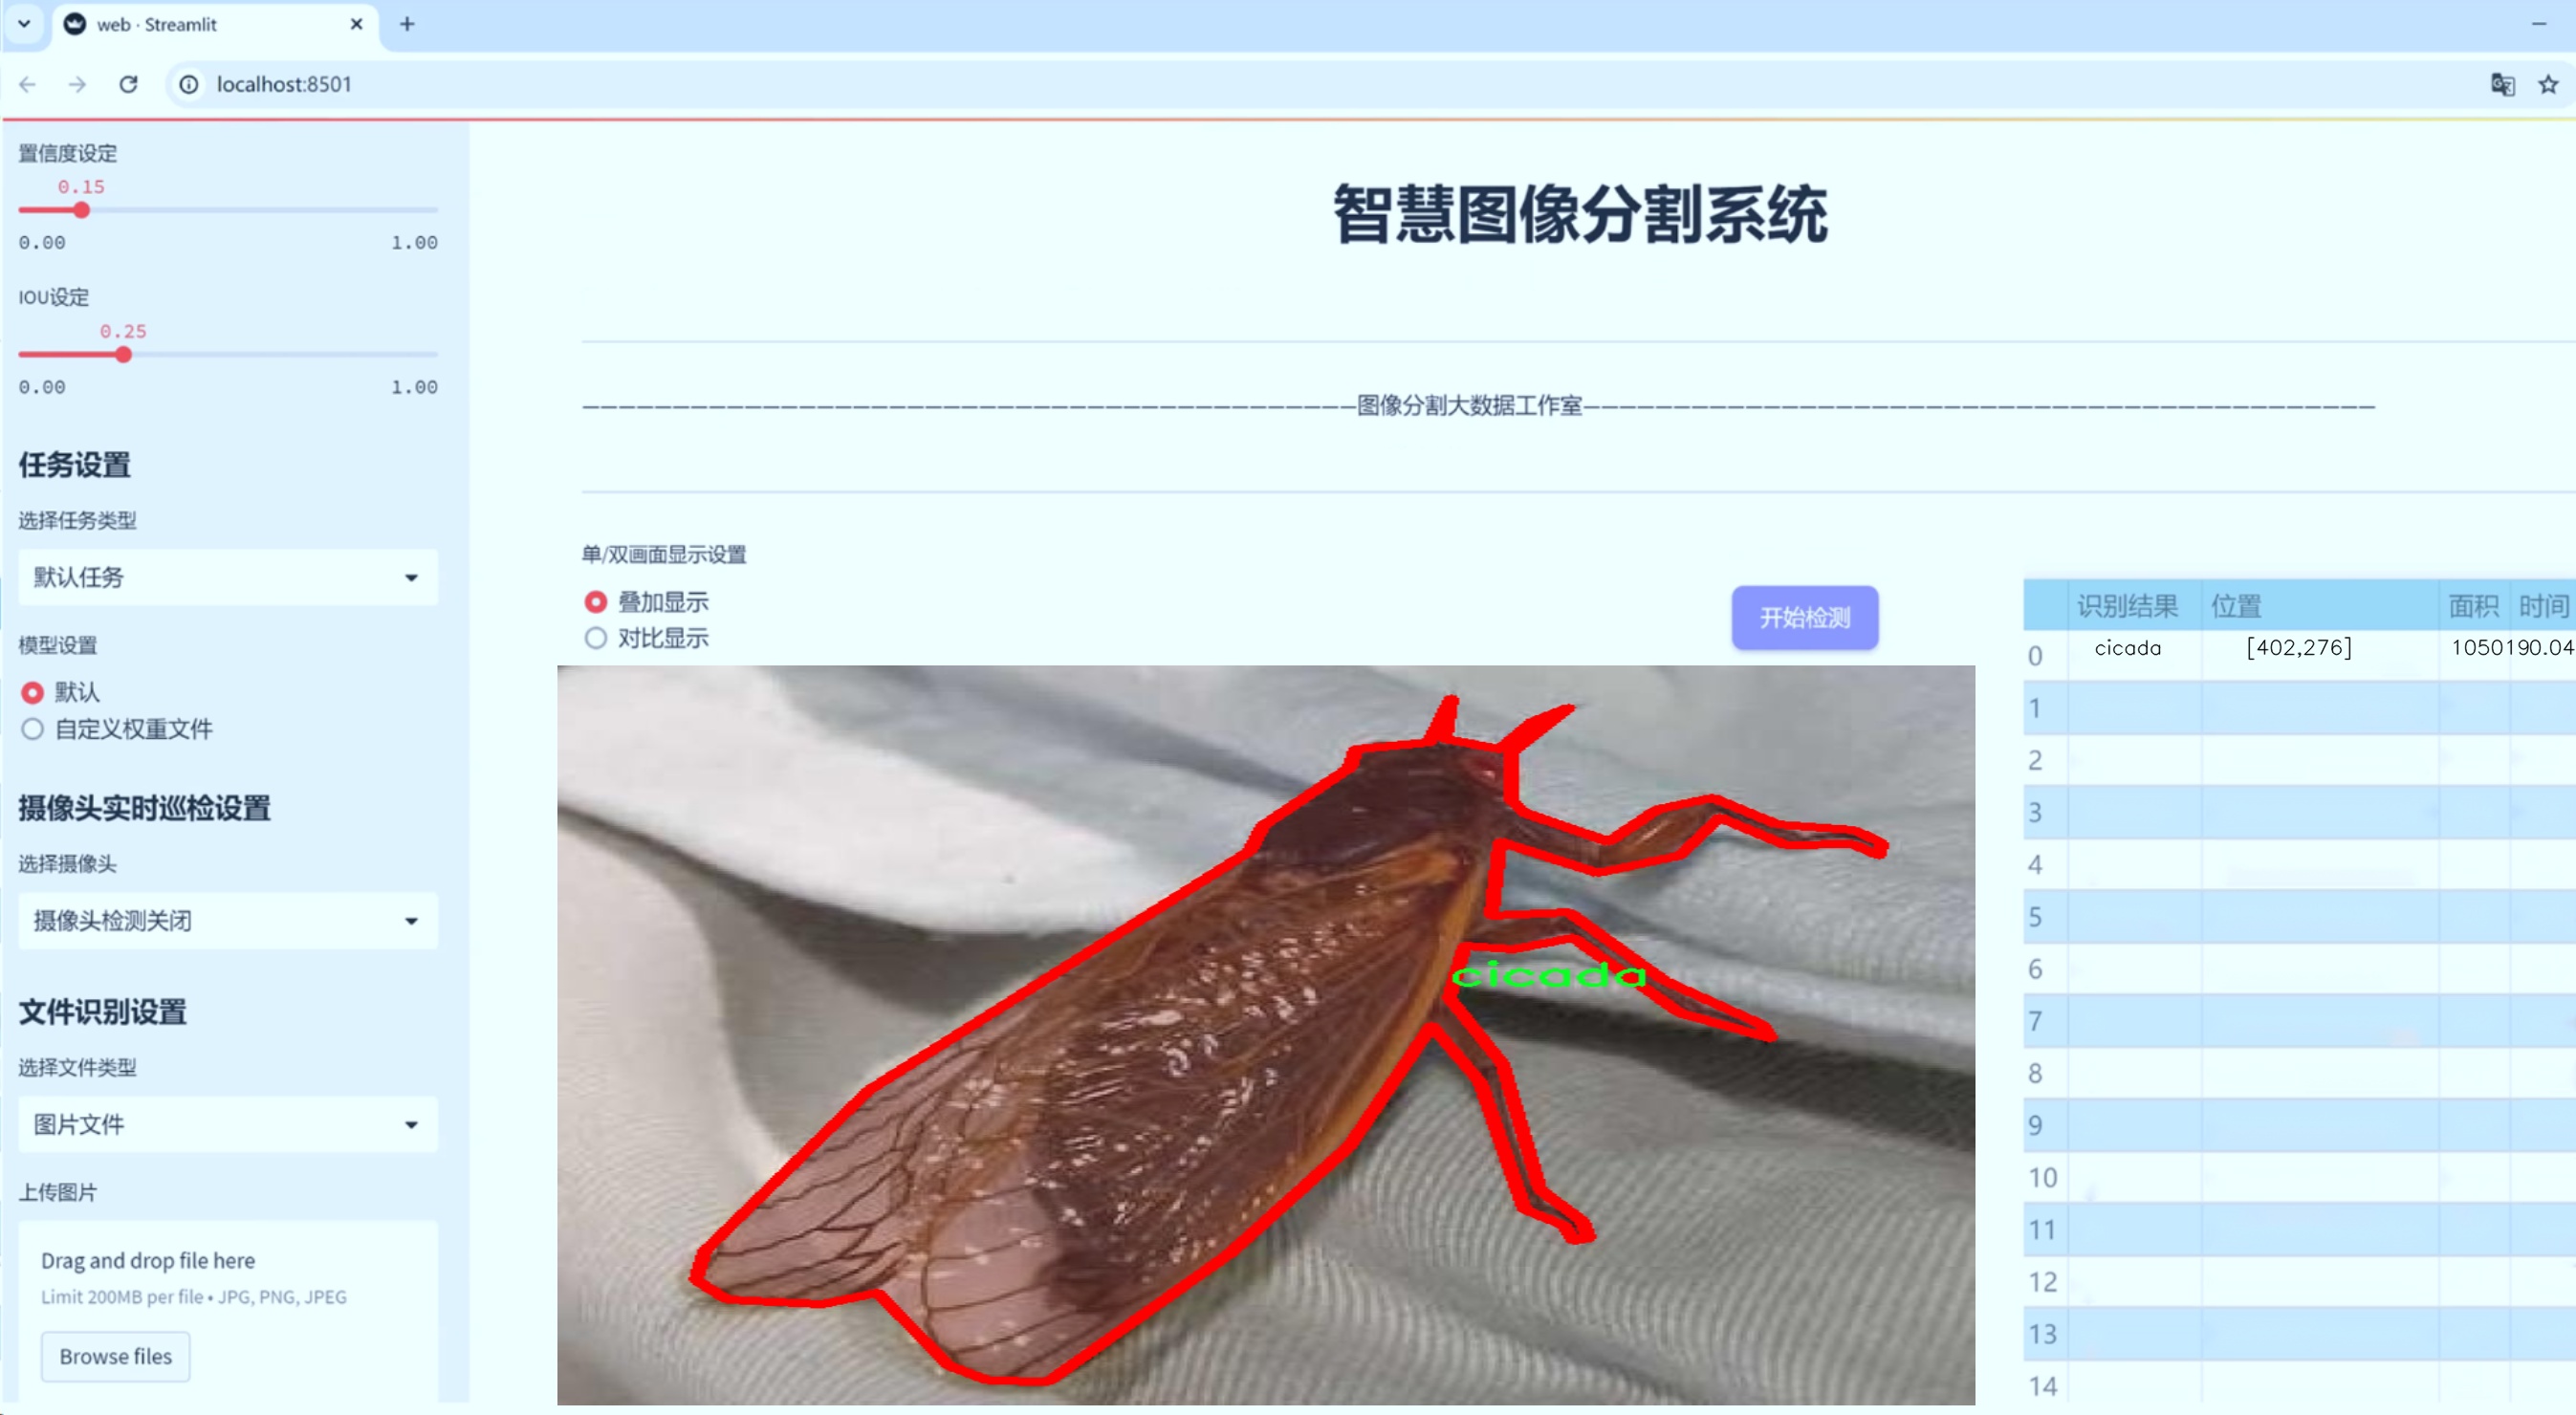 web · Streamlit
localhost:8501
置信度设定
0.15
0.00 1.00
IOU设定
0.25
0.00 1.00
任务设置
选择任务类型
默认任务
模型设置
默认
自定义权重文件
摄像头实时巡检设置
选择摄像头
摄像头检测关闭
文件识别设置
选择文件类型
图片文件
上传图片
Drag and drop file here
Limit 200MB per file • JPG, PNG, JPEG
Browse files
智慧图像分割系统
图像分割大数据工作室
单/双画面显示设置
叠加显示
对比显示
开始检测
cicada
识别结果 位置 面积 时间
0 cicada [402,276] 1050190.04
1
2
3
4
5
6
7
8
9
10
11
12
13
14